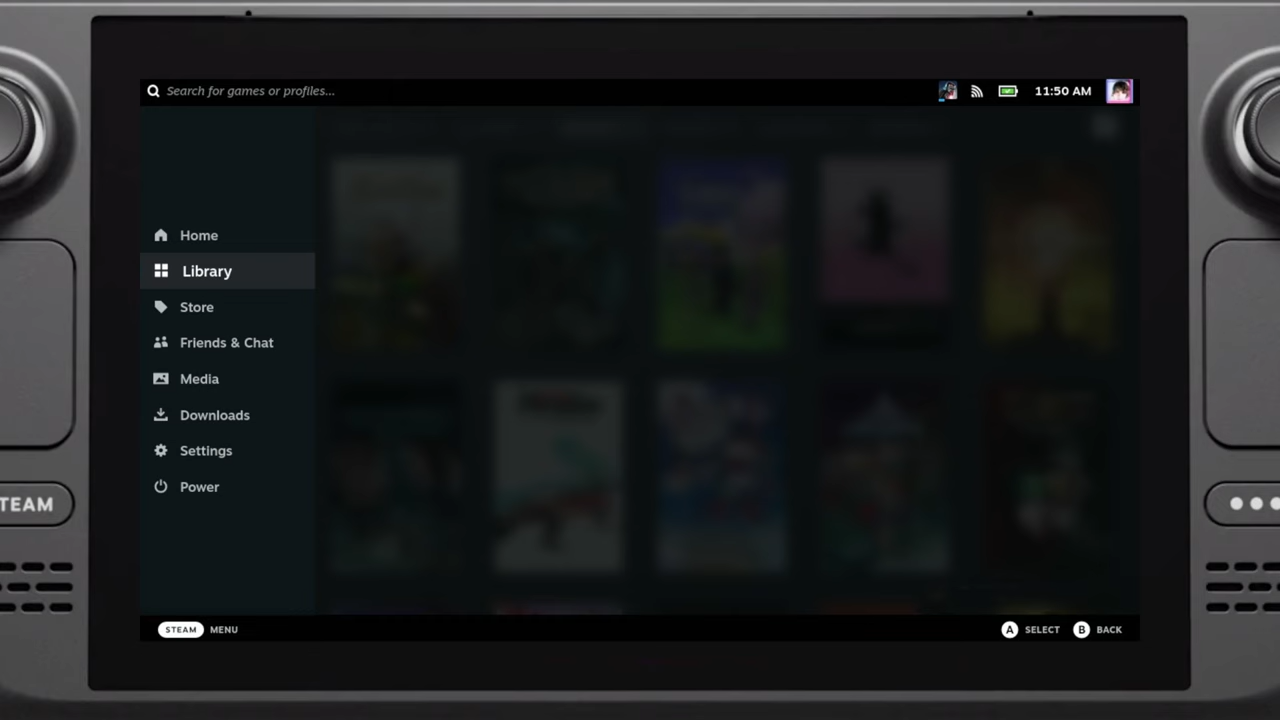 Search for games or profiles...
11:50 AM
Home
Library
Store
Friends & Chat
Media
Downloads
Settings
Power
TEAM
STEAM MENU
A SELECT B BACK